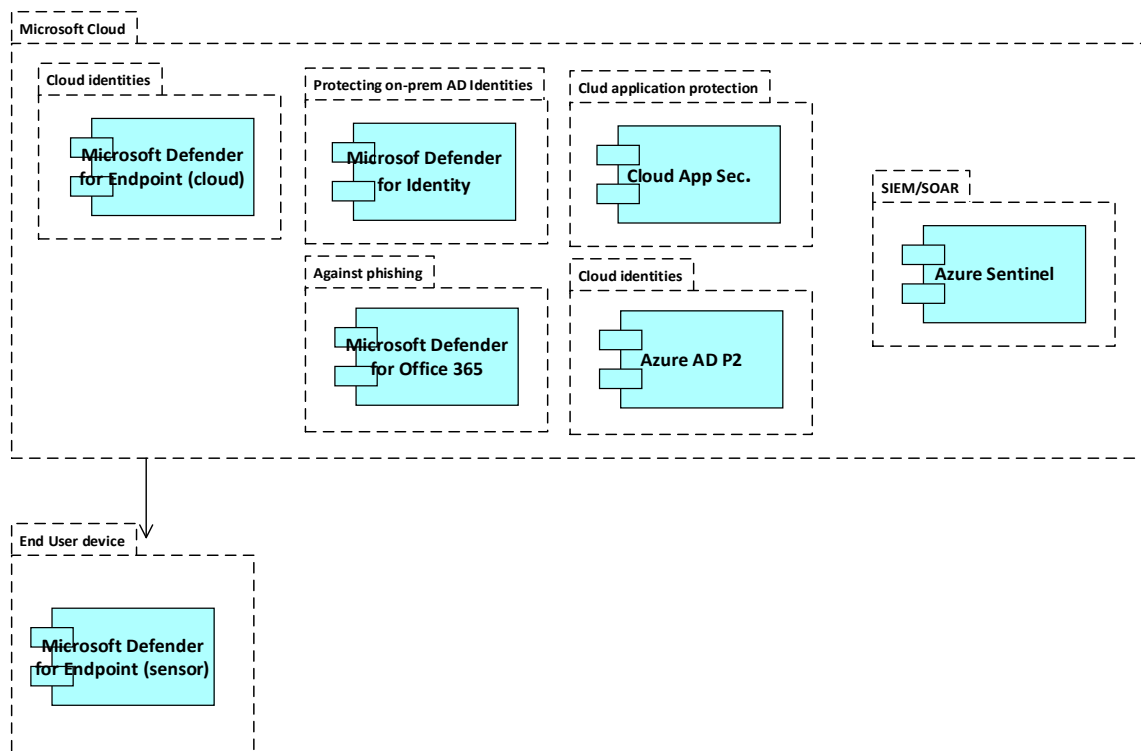 Microsoft Cloud
Cloud identities
Microsoft Defender
for Endpoint (cloud)
Protecting on-prem AD Identities
Microsof Defender
for Identity
Clud application protection
Cloud App Sec.
SIEM/SOAR
Azure Sentinel
Against phishing
Microsoft Defender
for Office 365
Cloud identities
Azure AD P2
End User device
Microsoft Defender
for Endpoint (sensor)